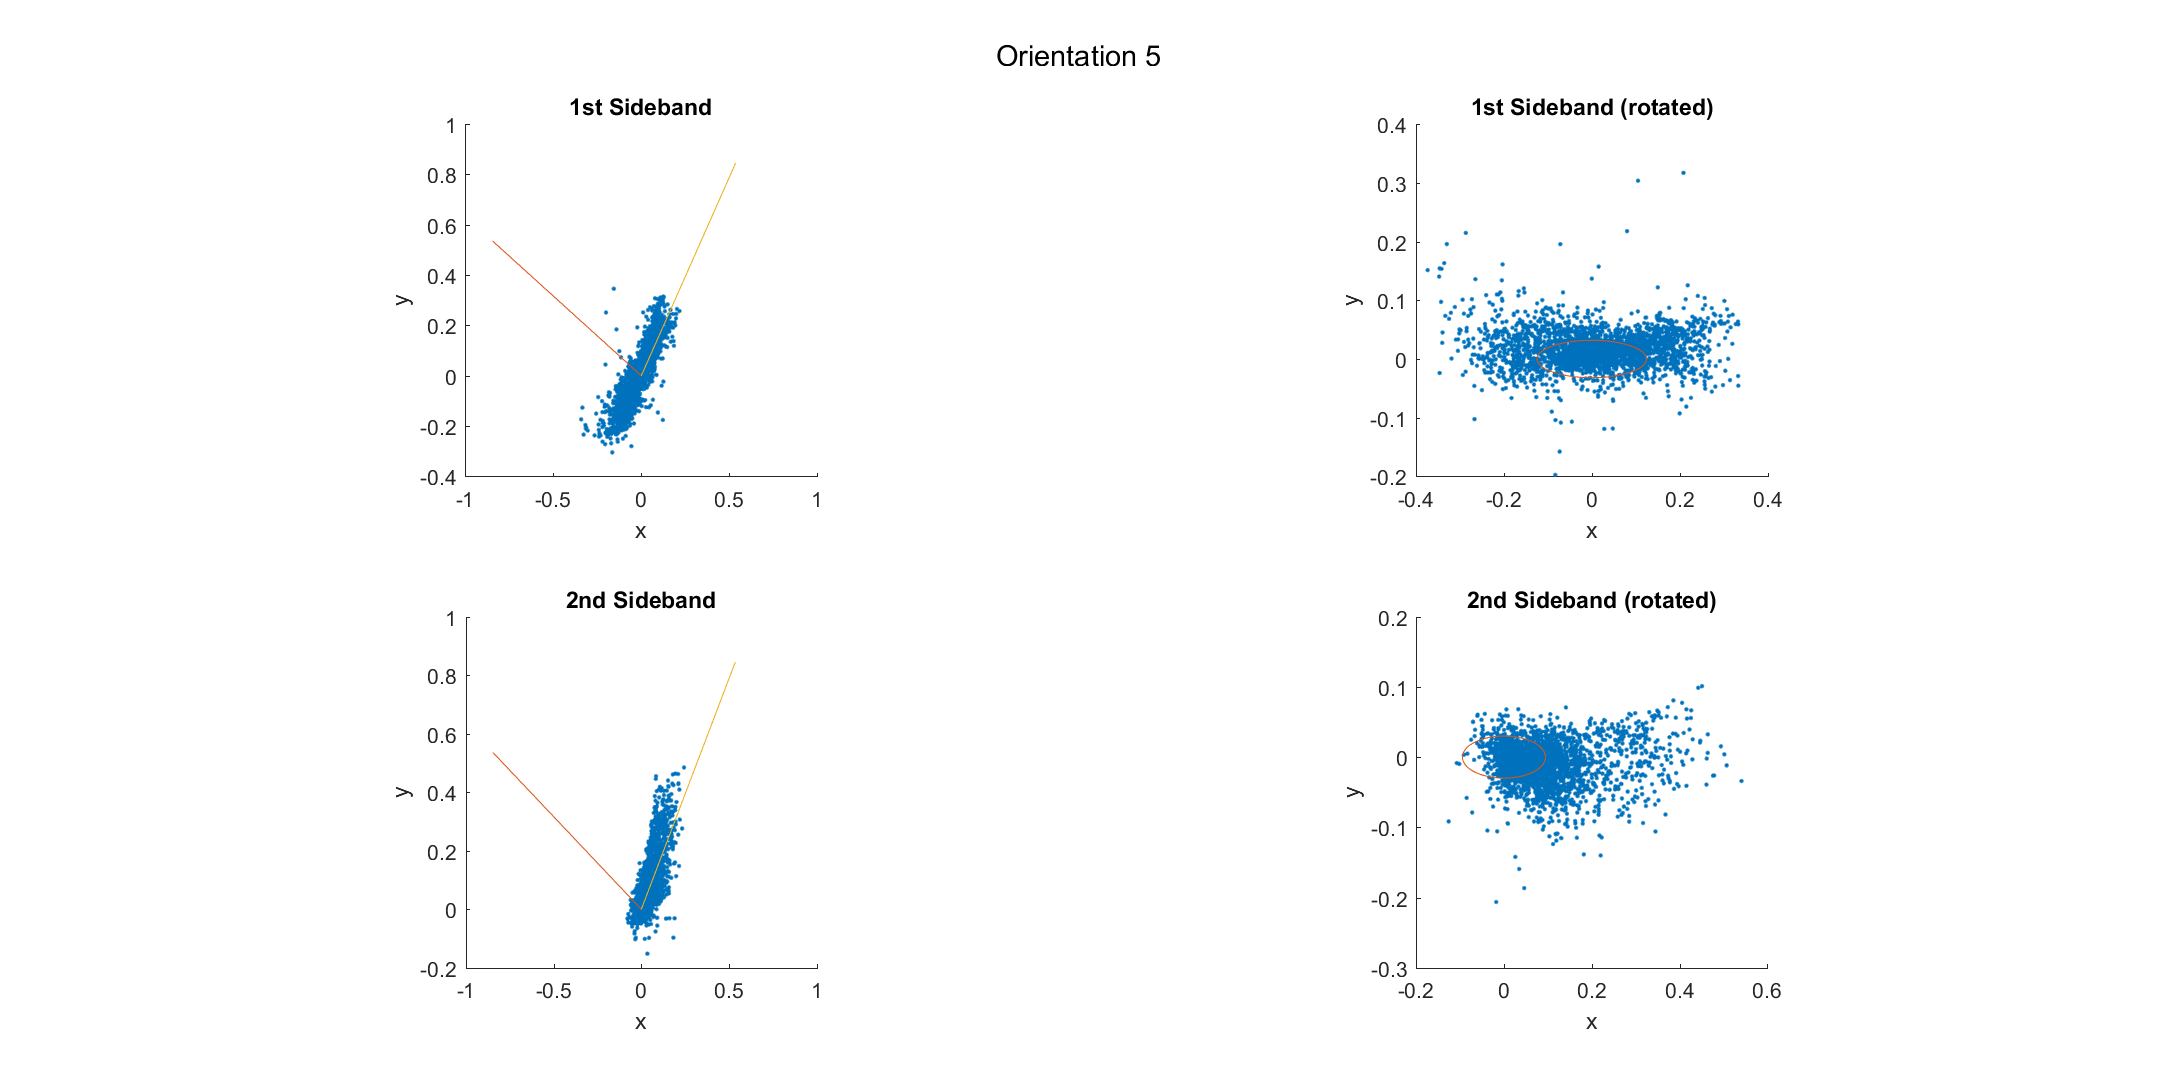 Orientation 5
1st Sideband
1
0.8
0.6
0.4
0.2
0
-0.2
-0.4
y
-1 -0.5 0 0.5 1
x
1st Sideband (rotated)
0.4
0.3
0.2
0.1
0
-0.1
-0.2
y
-0.4 -0.2 0 0.2 0.4
x
2nd Sideband
1
0.8
0.6
0.4
0.2
0
-0.2
y
-1 -0.5 0 0.5 1
x
2nd Sideband (rotated)
0.2
0.1
0
-0.1
-0.2
-0.3
y
-0.2 0 0.2 0.4 0.6
x